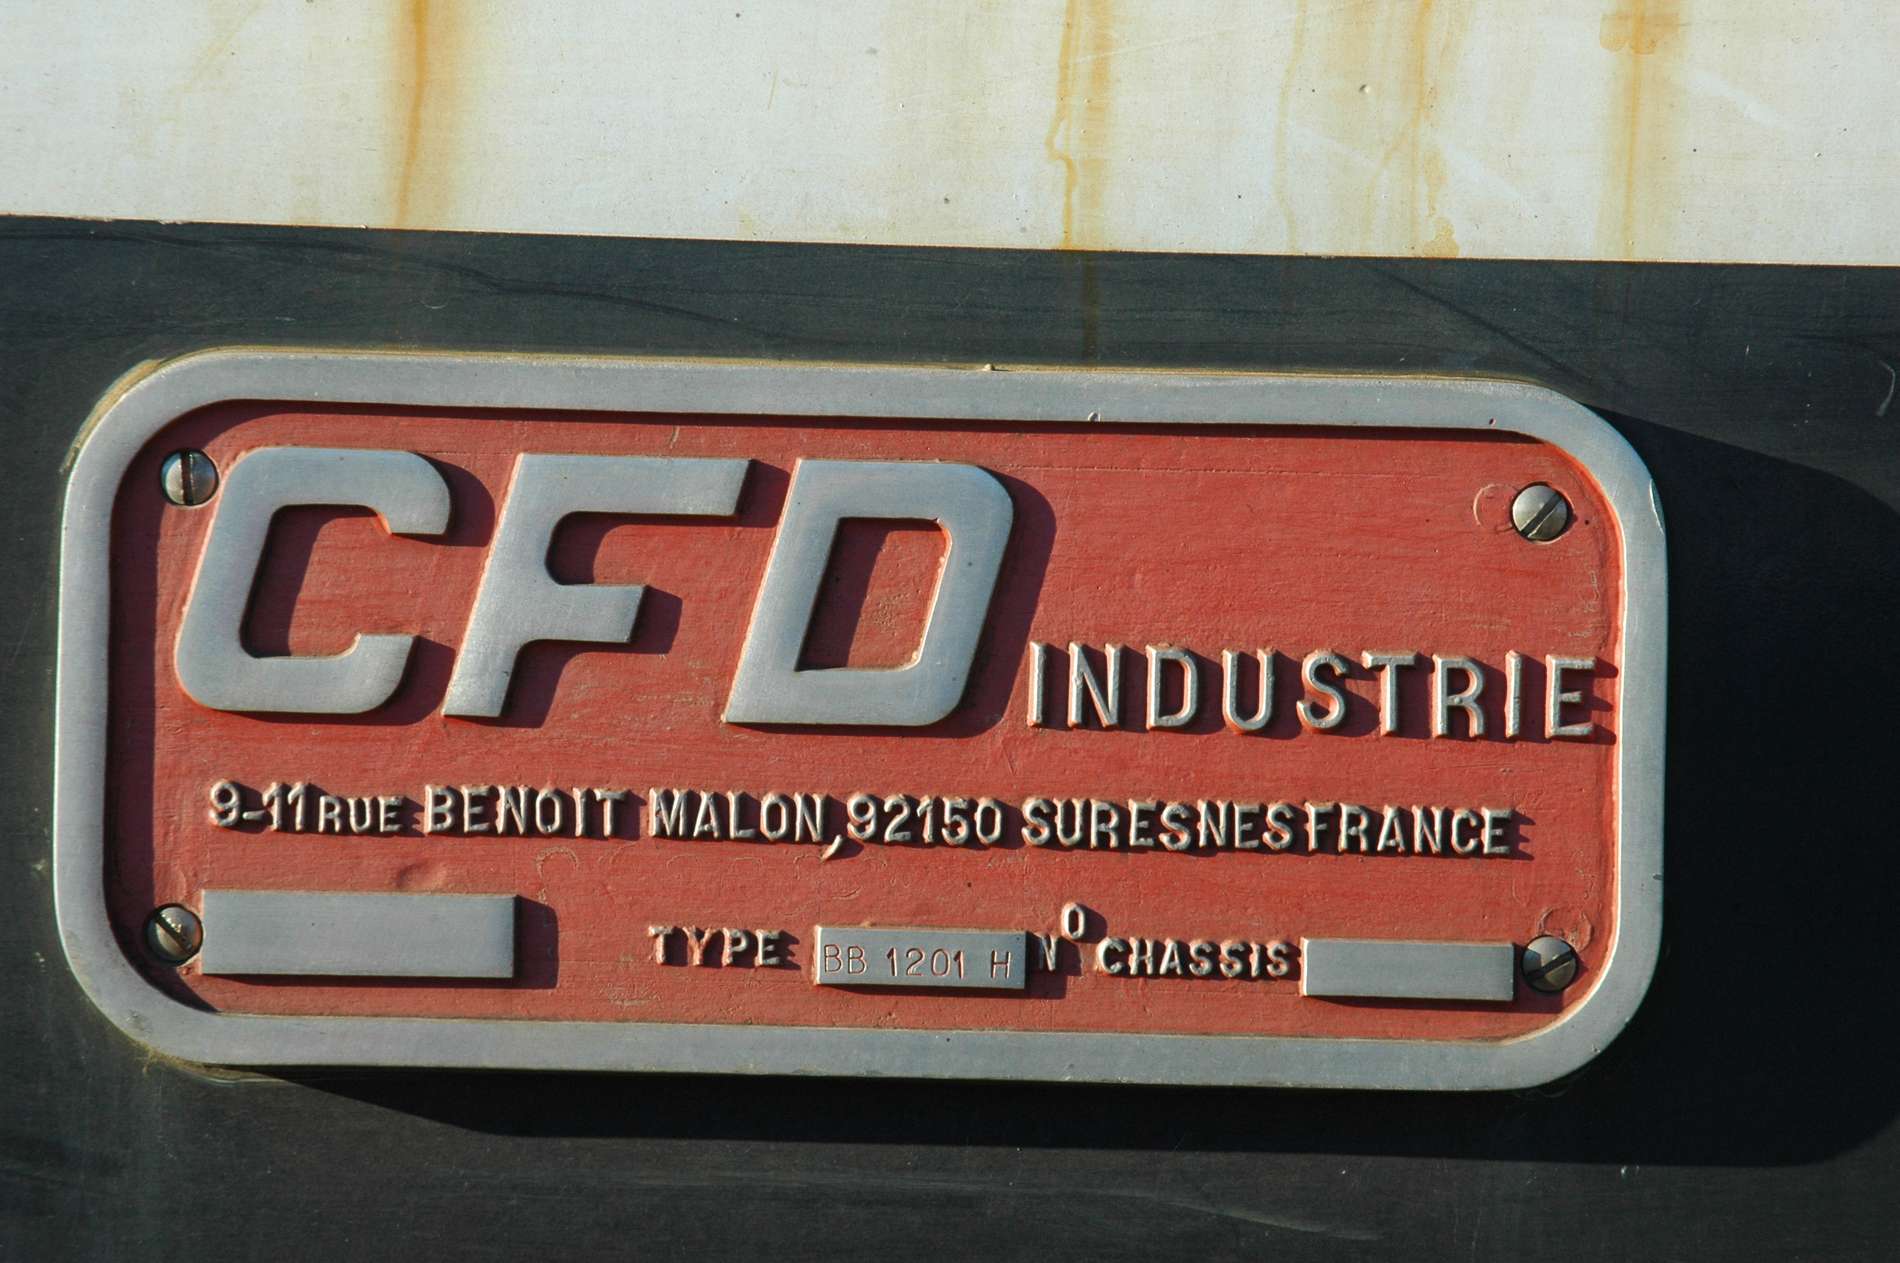 CFD INDUSTRIE
9-11 RUE BENOIT MALON, 92150 SURESNES FRANCE
TYPE BB 1201 H N° CHASSIS